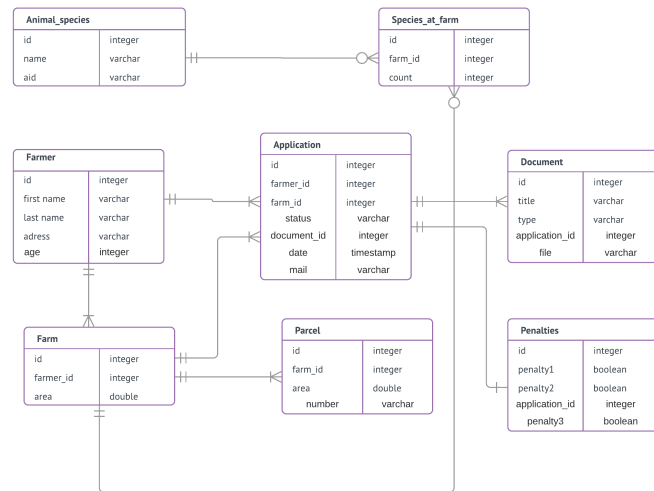 Animal_species
id integer
name varchar
aid varchar
Species_at_farm
id integer
farm_id integer
count integer
Farmer
id integer
first name varchar
last name varchar
adress varchar
age integer
Application
id integer
farmer_id integer
farm_id integer
status varchar
document_id integer
date timestamp
mail varchar
Document
id integer
title varchar
type varchar
application_id integer
file varchar
Farm
id integer
farmer_id integer
area double
Parcel
id integer
farm_id integer
area double
number varchar
Penalties
id integer
penalty1 boolean
penalty2 boolean
application_id integer
penalty3 boolean